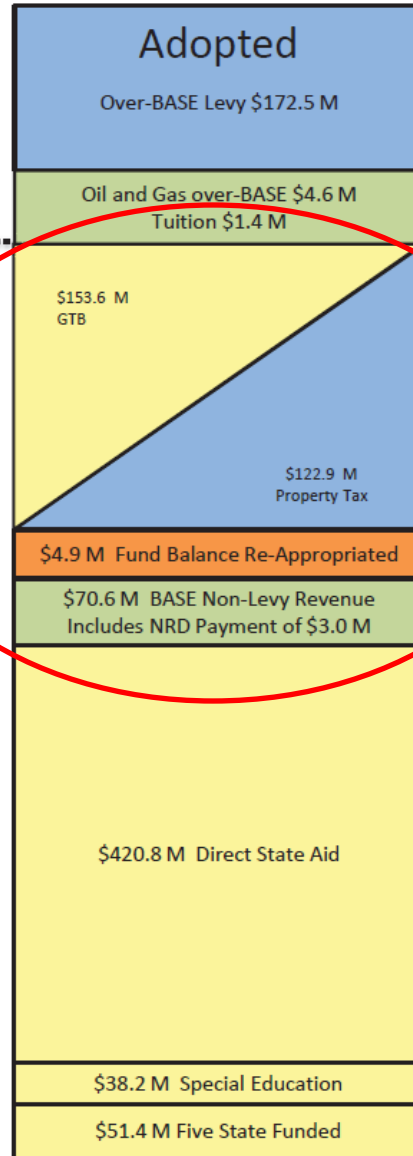 Adopted
Over-BASE Levy $172.5 M
Oil and Gas over-BASE $4.6 M
Tuition $1.4 M
$153.6 M
GTB
$122.9 M
Property Tax
$4.9 M Fund Balance Re-Appropriated
$70.6 M BASE Non-Levy Revenue
Includes NRD Payment of $3.0 M
$420.8 M Direct State Aid
$38.2 M Special Education
$51.4 M Five State Funded